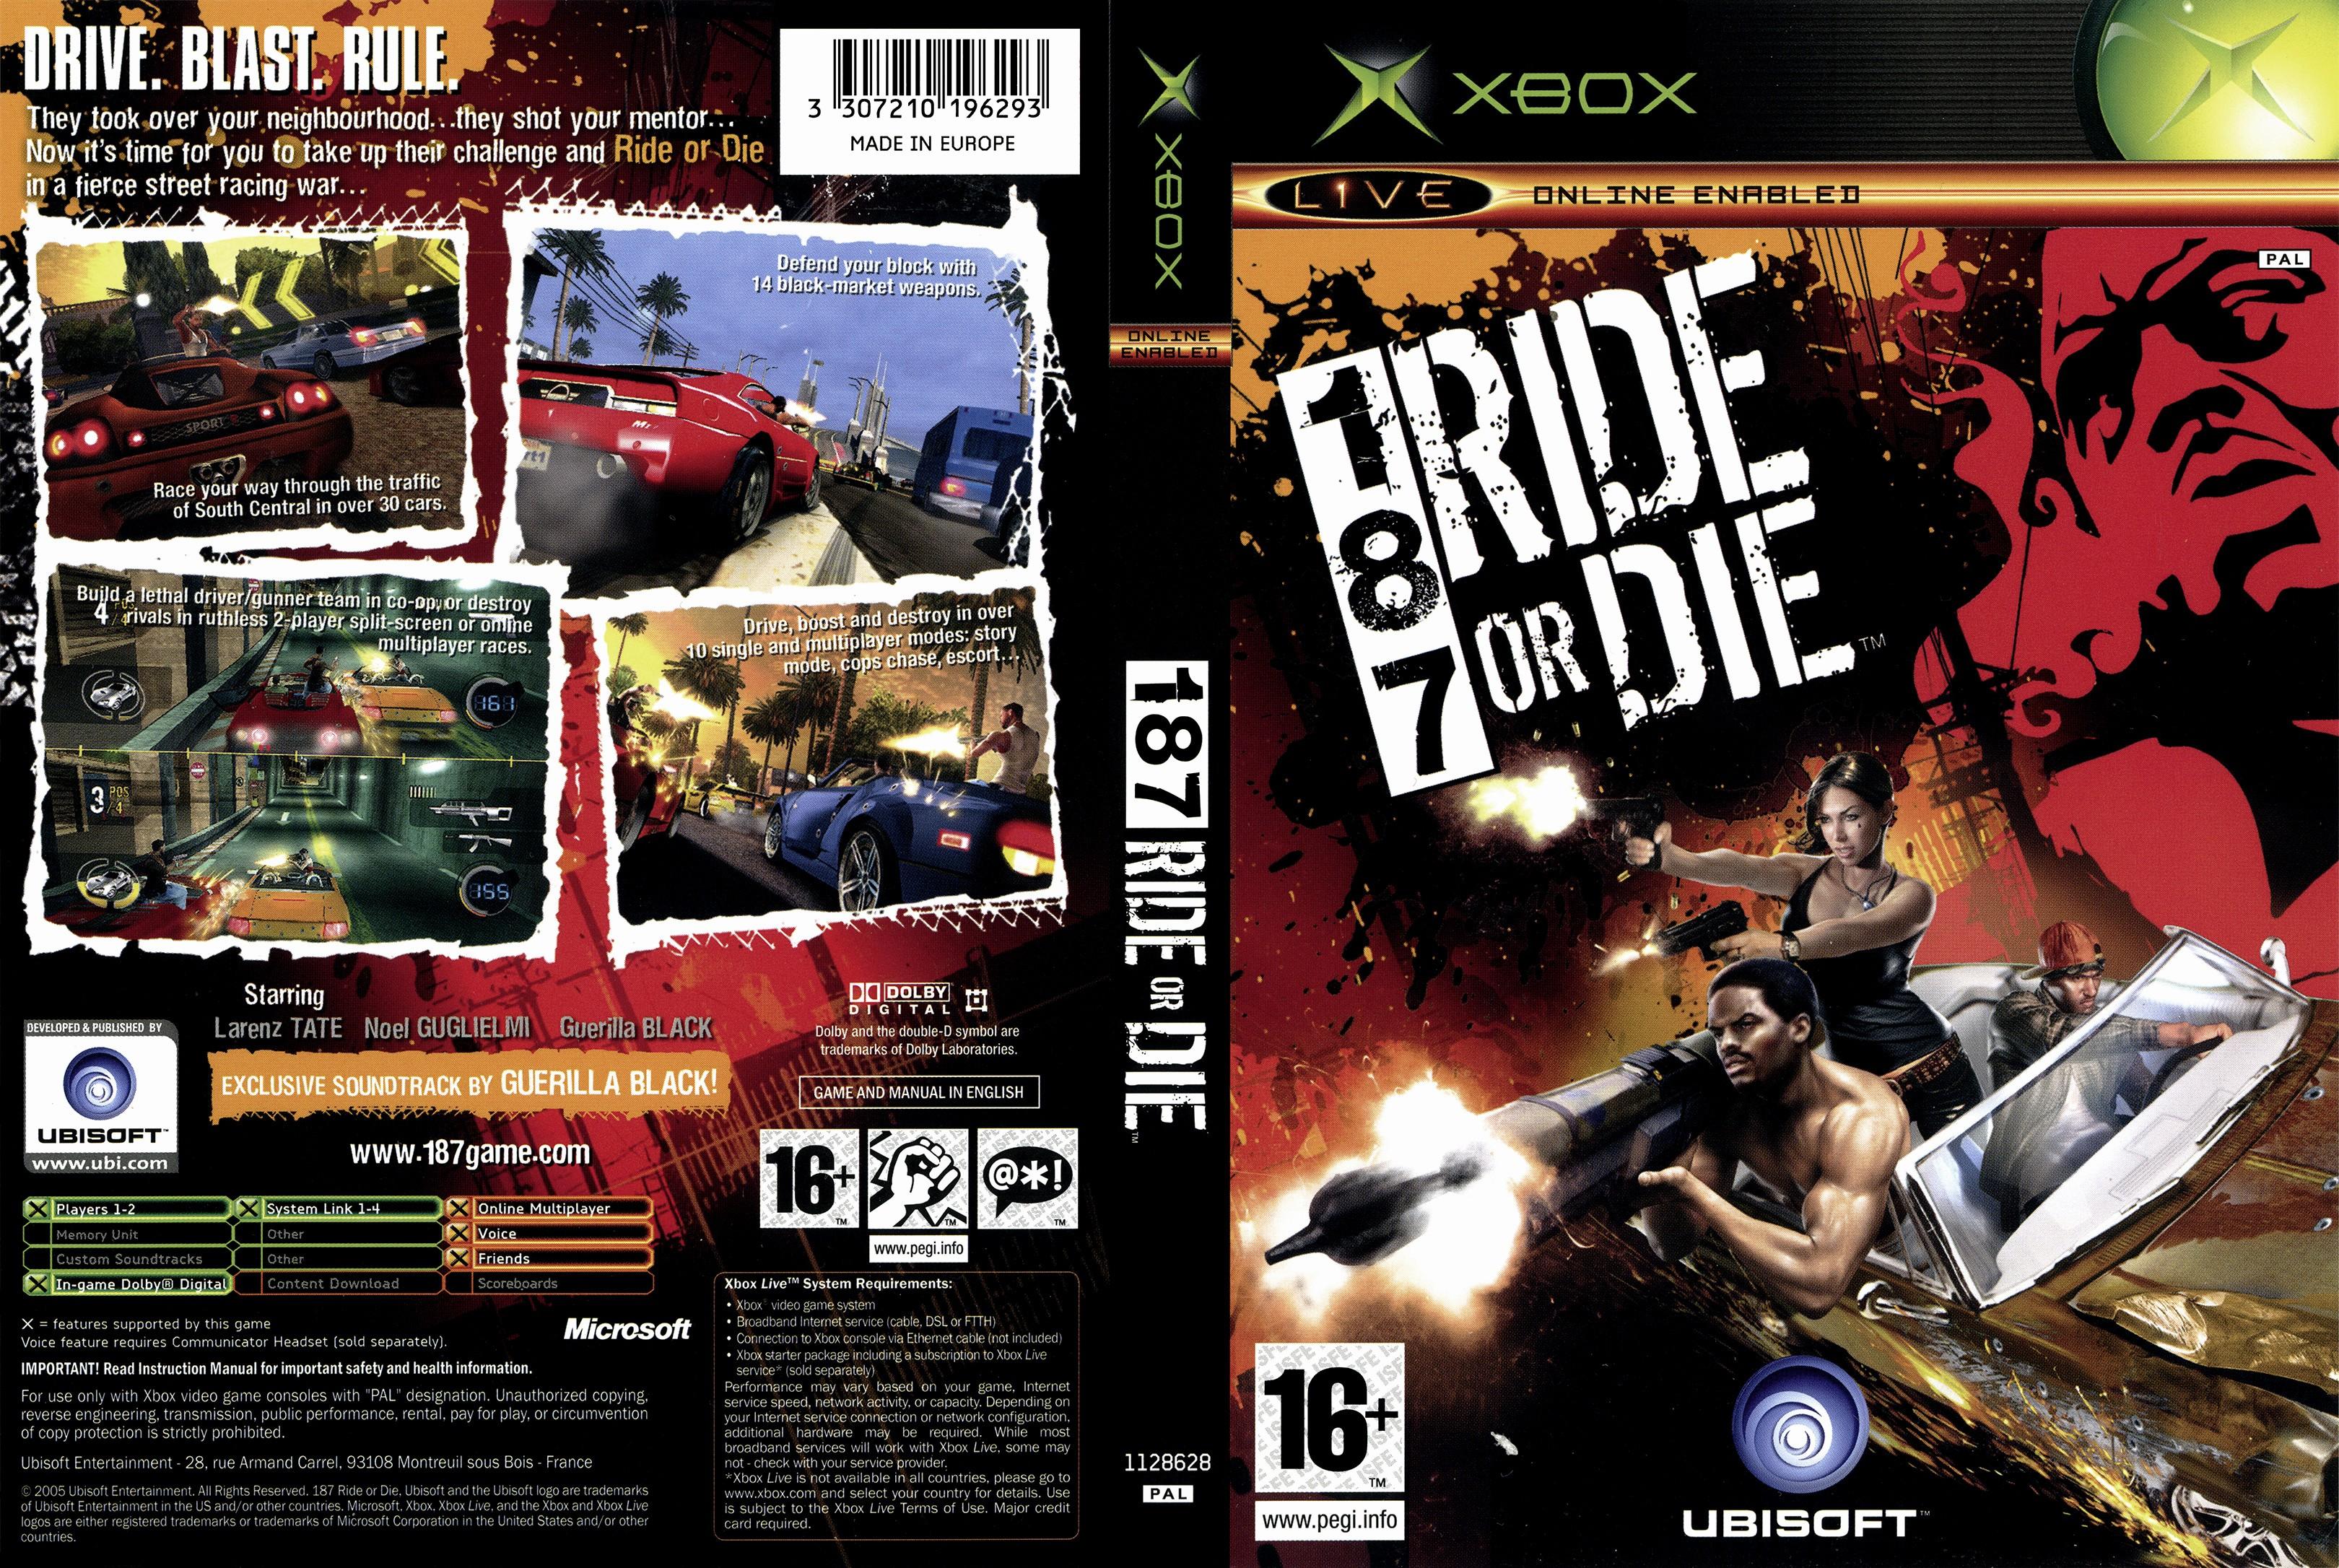 DRIVE. BLAST. RULE.
They took over your neighbourhood...they shot your mentor...
Now it's time for you to take up their challenge and Ride or Die
in a fierce street racing war...
3 307210 196293
MADE IN EUROPE
SPORT
Race your way through the traffic
of South Central in over 30 cars.
Defend your block with
14 black-market weapons.
Build a lethal driver/gunner team in co-op, or destroy
rivals in ruthless 2-player split-screen or online
multiplayer races.
4 POS /4
161
3 POS /4
155
Drive, boost and destroy in over
10 single and multiplayer modes: story
mode, cops chase, escort...
Starring
Larenz TATE Noel GUGLIELMI Guerilla BLACK
EXCLUSIVE SOUNDTRACK BY GUERILLA BLACK!
www.187game.com
DEVELOPED & PUBLISHED BY
UBISOFT™
www.ubi.com
DOLBY
DIGITAL
Dolby and the double-D symbol are
trademarks of Dolby Laboratories.
GAME AND MANUAL IN ENGLISH
16+™
™
@*!
™
www.pegi.info
Players 1-2
System Link 1-4
Online Multiplayer
Memory Unit
Other
Voice
Custom Soundtracks
Other
Friends
In-game Dolby® Digital
Content Download
Scoreboards
X = features supported by this game
Voice feature requires Communicator Headset (sold separately).
Microsoft
IMPORTANT! Read Instruction Manual for important safety and health information.
For use only with Xbox video game consoles with "PAL" designation. Unauthorized copying,
reverse engineering, transmission, public performance, rental, pay for play, or circumvention
of copy protection is strictly prohibited.
Ubisoft Entertainment - 28, rue Armand Carrel, 93108 Montreuil sous Bois - France
© 2005 Ubisoft Entertainment. All Rights Reserved. 187 Ride or Die, Ubisoft and the Ubisoft logo are trademarks
of Ubisoft Entertainment in the US and/or other countries. Microsoft, Xbox, Xbox Live, and the Xbox and Xbox Live
logos are either registered trademarks or trademarks of Microsoft Corporation in the United States and/or other
countries.
Xbox Live™ System Requirements:
• Xbox video game system
• Broadband Internet service (cable, DSL or FTTH)
• Connection to Xbox console via Ethernet cable (not included)
• Xbox starter package including a subscription to Xbox Live
service* (sold separately)
Performance may vary based on your game, Internet
service speed, network activity, or capacity. Depending on
your Internet service connection or network configuration,
additional hardware may be required. While most
broadband services will work with Xbox Live, some may
not - check with your service provider.
*Xbox Live is not available in all countries, please go to
www.xbox.com and select your country for details. Use
is subject to the Xbox Live Terms of Use. Major credit
card required.
XBOX
ONLINE
ENABLED
187 RIDE OR DIE™
1128628
PAL
XBOX
LIVE
ONLINE ENABLED
PAL
187
RIDE
OR DIE™
16+™
www.pegi.info
UBISOFT™